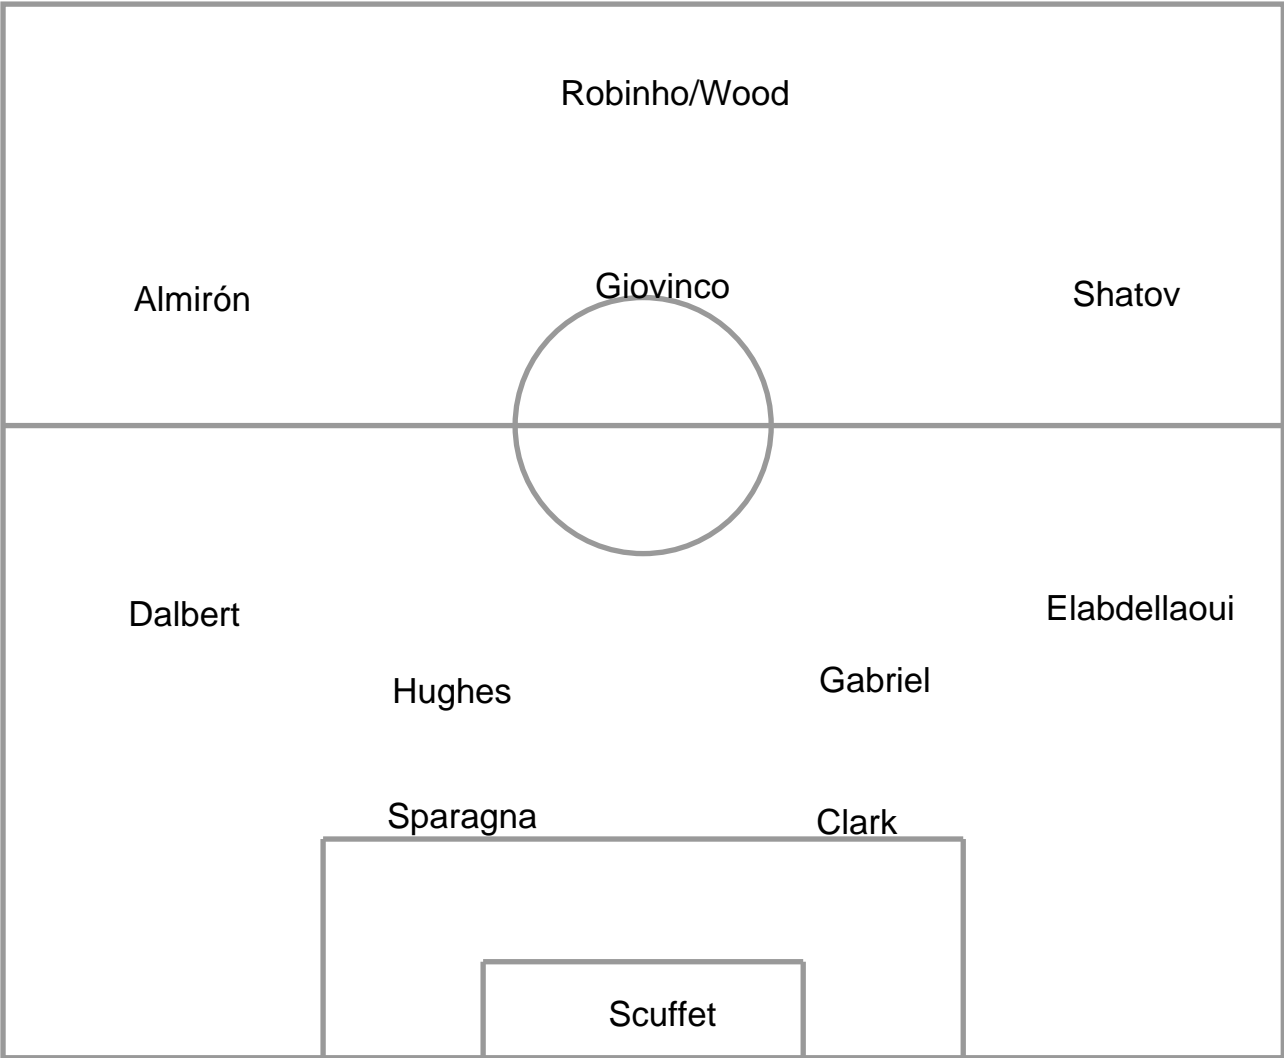 Robinho/Wood
Almirón
Giovinco
Shatov
Dalbert
Elabdellaoui
Hughes
Gabriel
Sparagna
Clark
Scuffet